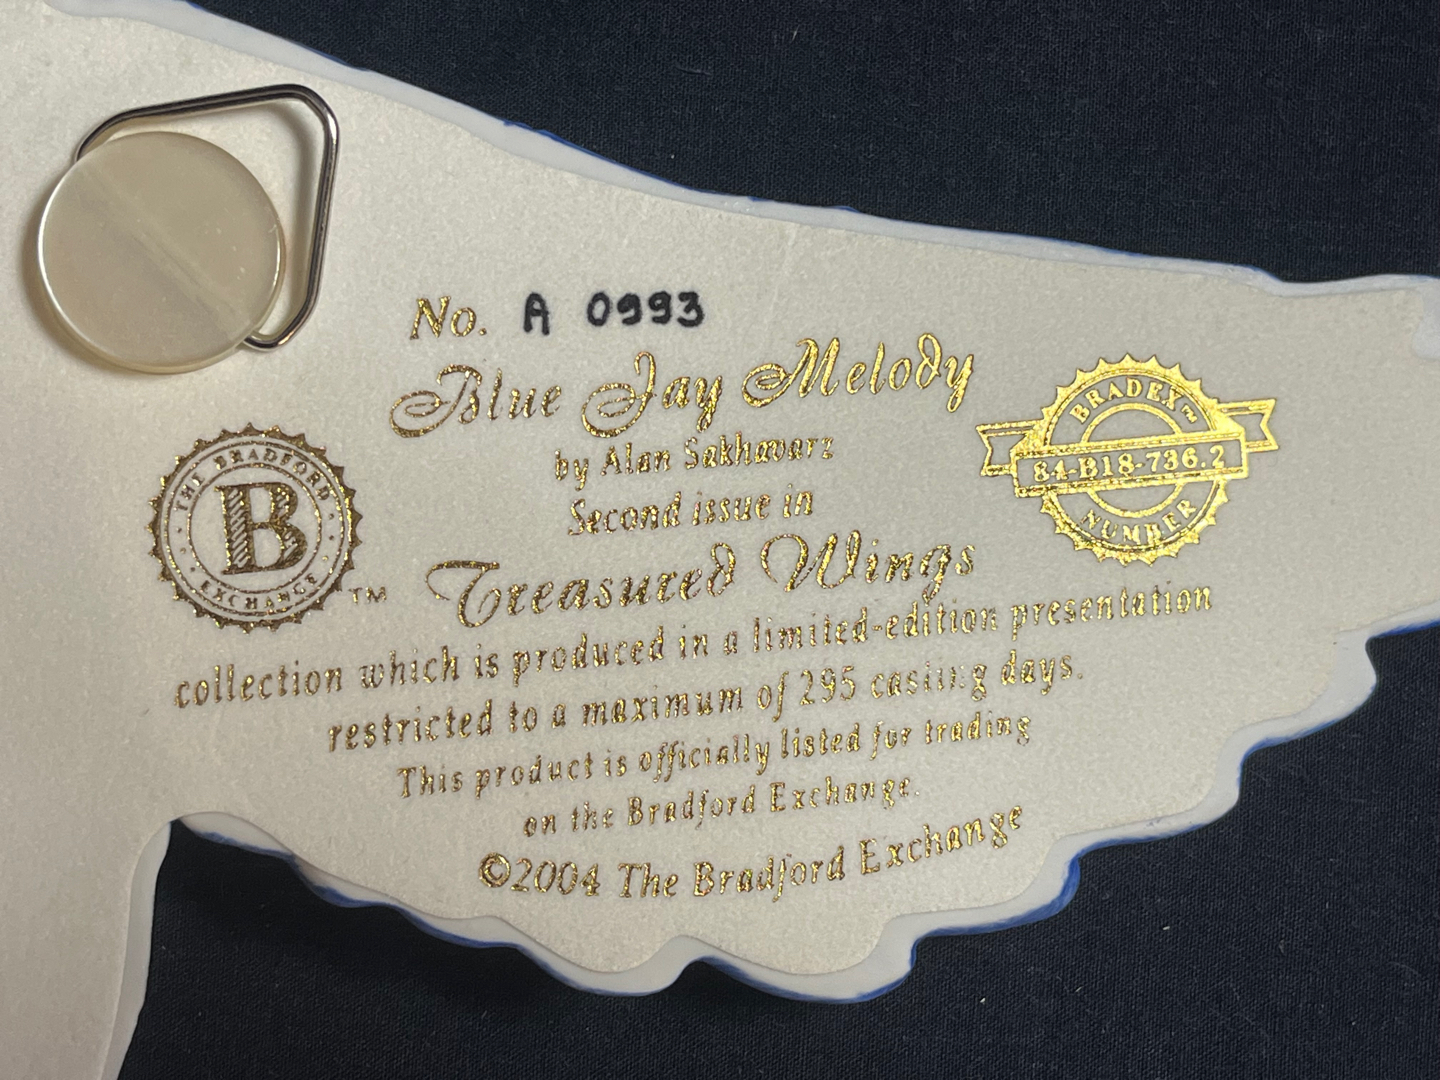 No. A 0993
Blue Jay Melody
by Alan Sakhavarz
Second issue in
Treasured Wings
collection which is produced in a limited-edition presentation
restricted to a maximum of 295 casting days.
This product is officially listed for trading
on the Bradford Exchange.
©2004 The Bradford Exchange
THE BRADFORD
B
EXCHANGE
TM
BRADEX™
84-B18-736.2
NUMBER